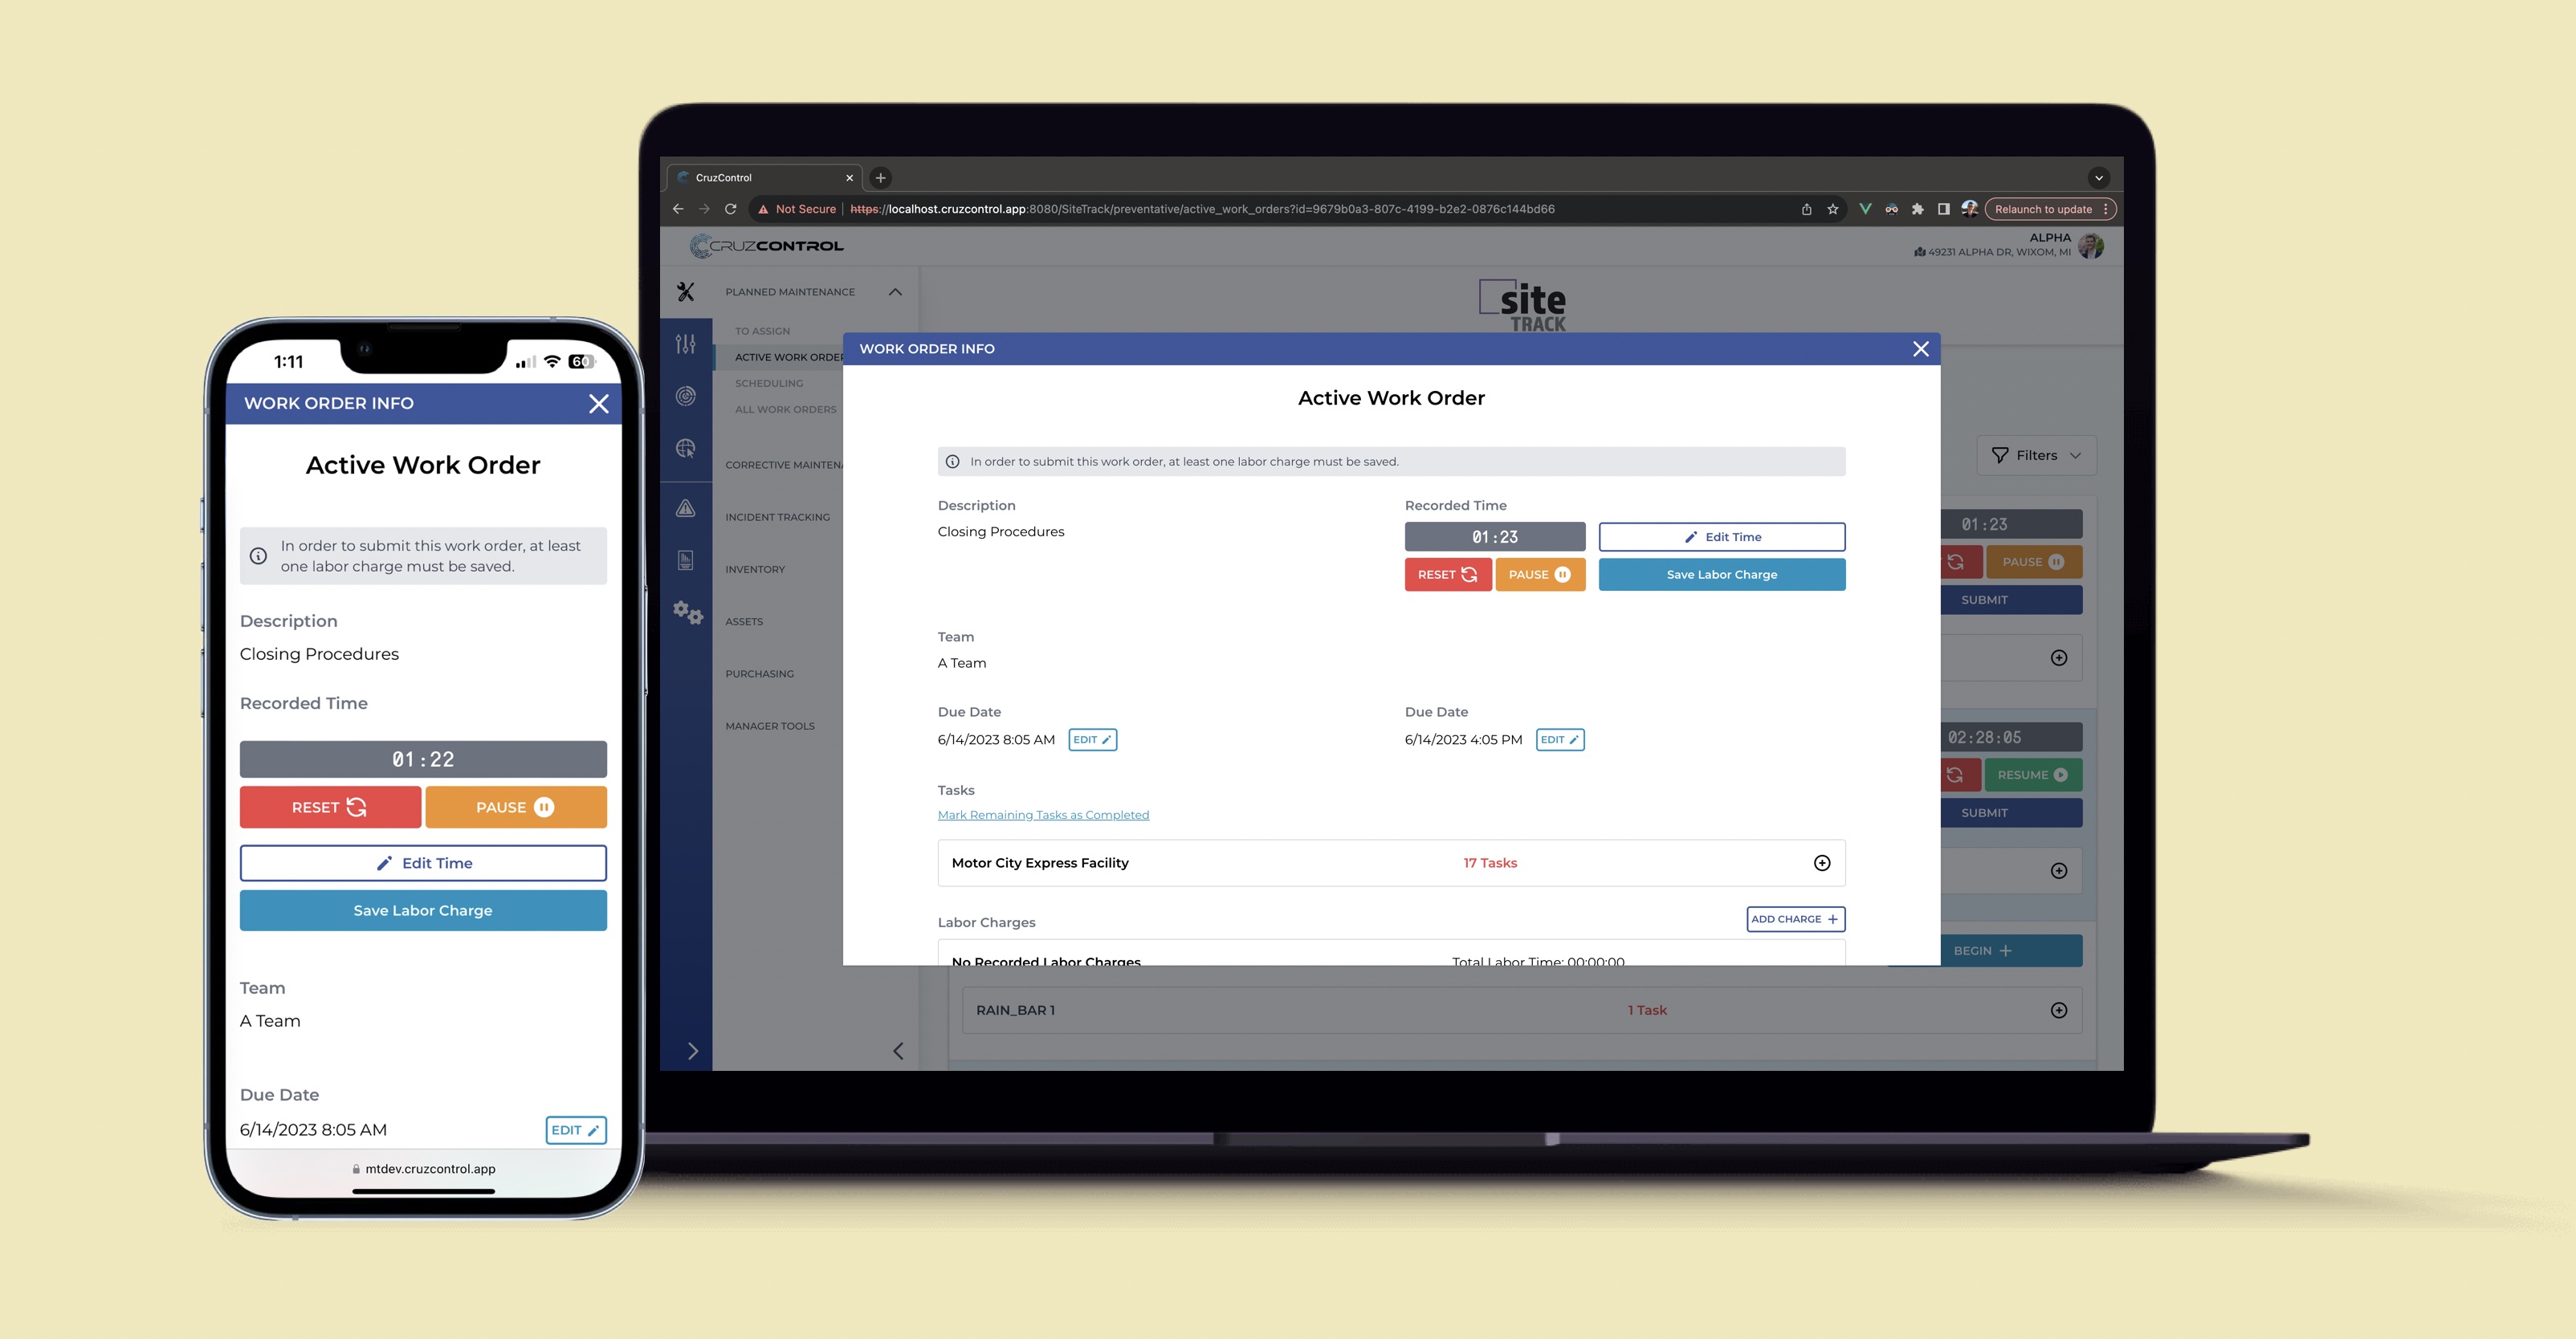 1:11
60
WORK ORDER INFO
Active Work Order
In order to submit this work order, at least
one labor charge must be saved.
Description
Closing Procedures
Recorded Time
01:22
RESET
PAUSE
Edit Time
Save Labor Charge
Team
A Team
Due Date
6/14/2023 8:05 AM
EDIT
mtdev.cruzcontrol.app
CruzControl
Not Secure
https://localhost.cruzcontrol.app:8080/SiteTrack/preventative/active_work_orders?id=9679b0a3-807c-4199-b2e2-0876c144bd66
Relaunch to update
CRUZCONTROL
ALPHA
49231 ALPHA DR, WIXOM, MI
PLANNED MAINTENANCE
TO ASSIGN
ACTIVE WORK ORDER
SCHEDULING
ALL WORK ORDERS
CORRECTIVE MAINTENA
INCIDENT TRACKING
INVENTORY
ASSETS
PURCHASING
MANAGER TOOLS
site
TRACK
WORK ORDER INFO
Active Work Order
In order to submit this work order, at least one labor charge must be saved.
Description
Closing Procedures
Recorded Time
01:23
Edit Time
RESET
PAUSE
Save Labor Charge
Team
A Team
Due Date
6/14/2023 8:05 AM
EDIT
Due Date
6/14/2023 4:05 PM
EDIT
Tasks
Mark Remaining Tasks as Completed
Motor City Express Facility
17 Tasks
Labor Charges
ADD CHARGE
No Recorded Labor Charges
Total Labor Time: 00:00:00
Filters
01:23
PAUSE
SUBMIT
02:28:05
RESUME
SUBMIT
BEGIN
RAIN_BAR 1
1 Task